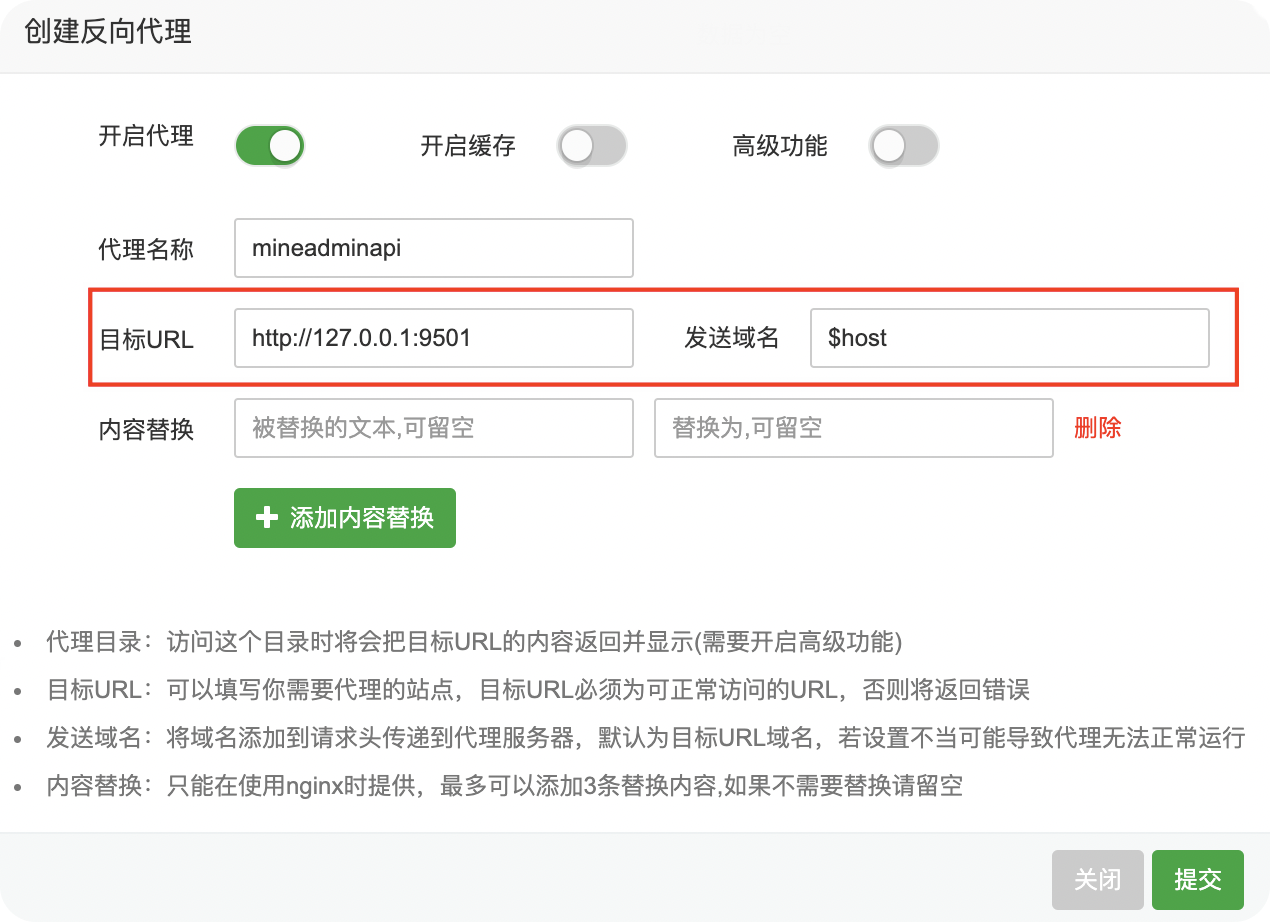 创建反向代理
开启代理 开启缓存 高级功能
代理名称 mineadminapi
目标URL http://127.0.0.1:9501 发送域名 $host
内容替换 被替换的文本,可留空 替换为,可留空 删除
添加内容替换
代理目录：访问这个目录时将会把目标URL的内容返回并显示(需要开启高级功能)
目标URL：可以填写你需要代理的站点，目标URL必须为可正常访问的URL，否则将返回错误
发送域名：将域名添加到请求头传递到代理服务器，默认为目标URL域名，若设置不当可能导致代理无法正常运行
内容替换：只能在使用nginx时提供，最多可以添加3条替换内容,如果不需要替换请留空
关闭 提交